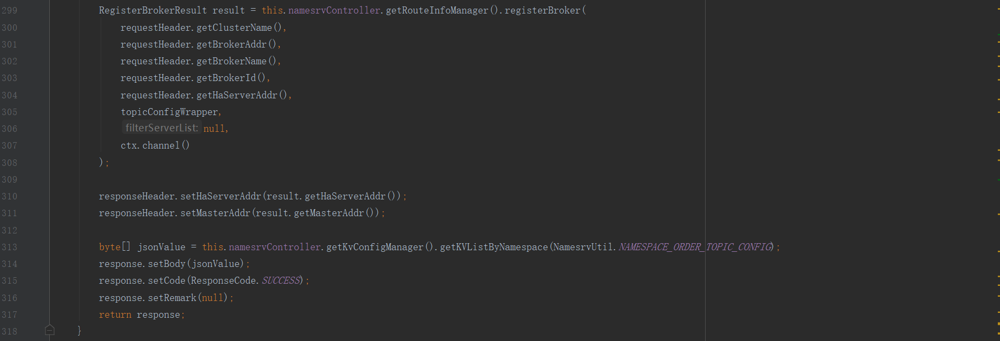 299 RegisterBrokerResult result = this.namesrvController.getRouteInfoManager().registerBroker(
300 requestHeader.getClusterName(),
301 requestHeader.getBrokerAddr(),
302 requestHeader.getBrokerName(),
303 requestHeader.getBrokerId(),
304 requestHeader.getHaServerAddr(),
305 topicConfigWrapper,
306 filterServerList: null,
307 ctx.channel()
308 );
309
310 responseHeader.setHaServerAddr(result.getHaServerAddr());
311 responseHeader.setMasterAddr(result.getMasterAddr());
312
313 byte[] jsonValue = this.namesrvController.getKvConfigManager().getKVListByNamespace(NamesrvUtil.NAMESPACE_ORDER_TOPIC_CONFIG);
314 response.setBody(jsonValue);
315 response.setCode(ResponseCode.SUCCESS);
316 response.setRemark(null);
317 return response;
318 }